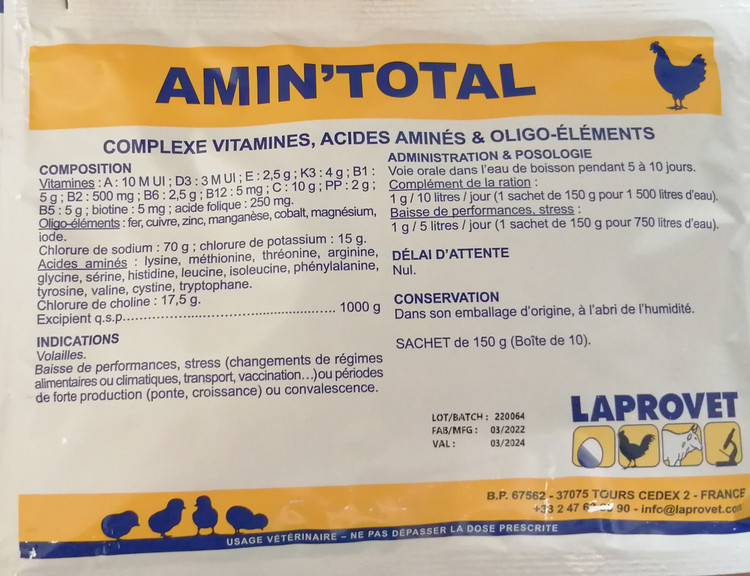 AMIN'TOTAL
COMPLEXE VITAMINES, ACIDES AMINÉS & OLIGO-ÉLÉMENTS
COMPOSITION
Vitamines : A : 10 M UI ; D3 : 3 M UI ; E : 2,5 g ; K3 : 4 g ; B1 :
5 g ; B2 : 500 mg ; B6 : 2,5 g ; B12 : 5 mg ; C : 10 g ; PP : 2 g ;
B5 : 5 g ; biotine : 5 mg ; acide folique : 250 mg.
Oligo-éléments : fer, cuivre, zinc, manganèse, cobalt, magnésium,
iode.
Chlorure de sodium : 70 g ; chlorure de potassium : 15 g.
Acides aminés : lysine, méthionine, thréonine, arginine,
glycine, sérine, histidine, leucine, isoleucine, phénylalanine,
tyrosine, valine, cystine, tryptophane.
Chlorure de choline : 17,5 g.
Excipient q.s.p.................................................. 1000 g
INDICATIONS
Volailles.
Baisse de performances, stress (changements de régimes
alimentaires ou climatiques, transport, vaccination…)ou périodes
de forte production (ponte, croissance) ou convalescence.
ADMINISTRATION & POSOLOGIE
Voie orale dans l'eau de boisson pendant 5 à 10 jours.
Complément de la ration :
1 g / 10 litres / jour (1 sachet de 150 g pour 1 500 litres d'eau).
Baisse de performances, stress :
1 g / 5 litres / jour (1 sachet de 150 g pour 750 litres d'eau).
DÉLAI D'ATTENTE
Nul.
CONSERVATION
Dans son emballage d'origine, à l'abri de l'humidité.
SACHET de 150 g (Boîte de 10).
LOT/BATCH : 220064
FAB/MFG : 03/2022
VAL : 03/2024
LAPROVET
B.P. 67562 - 37075 TOURS CEDEX 2 - FRANCE
+33 2 47 90 - info@laprovet.com
USAGE VÉTÉRINAIRE – NE PAS DÉPASSER LA DOSE PRESCRITE